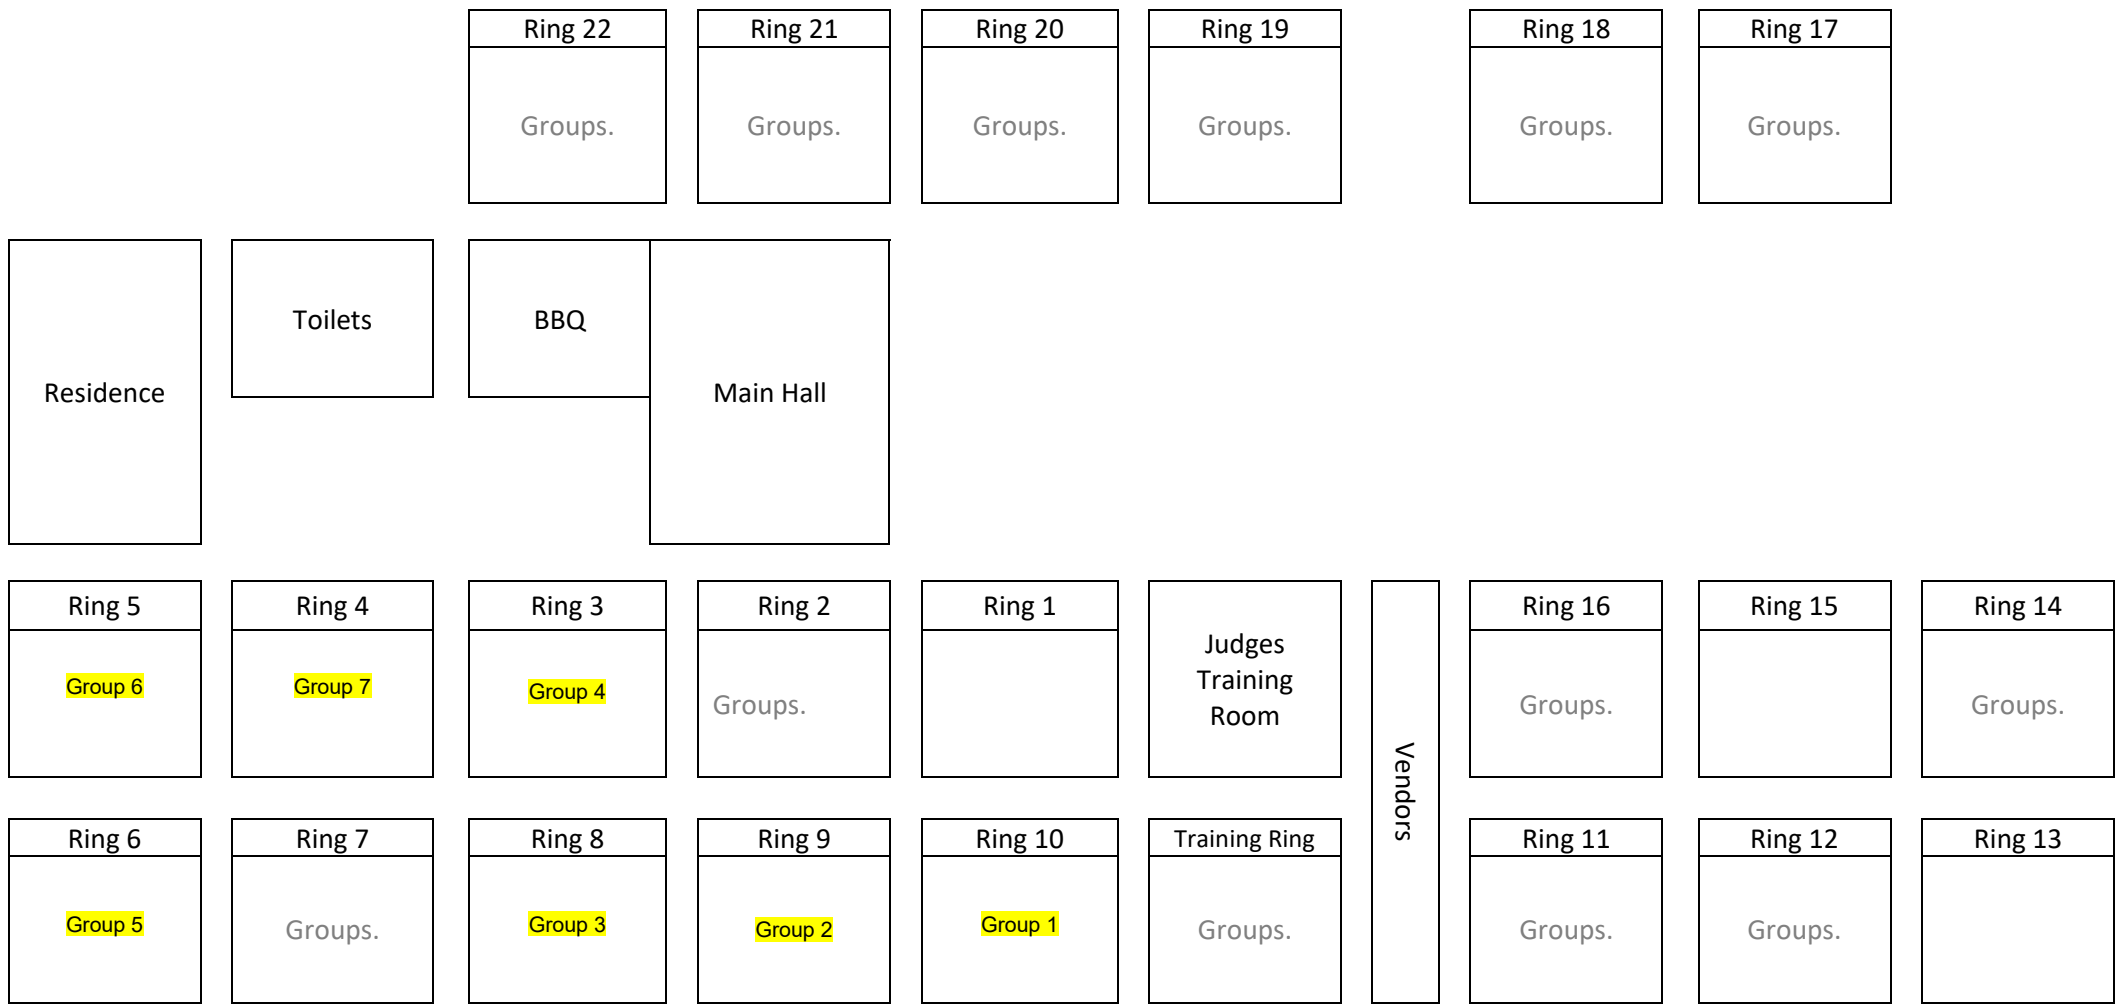 Ring 22
Ring 21
Ring 20
Ring 19
Ring 18
Ring 17
Groups.
Groups.
Groups.
Groups.
Groups.
Groups.
Residence
Toilets
BBQ
Main Hall
Ring 5
Ring 4
Ring 3
Ring 2
Ring 1
Judges
Training
Room
Vendors
Ring 16
Ring 15
Ring 14
Group 6
Group 7
Group 4
Groups.
Groups.
Groups.
Ring 6
Ring 7
Ring 8
Ring 9
Ring 10
Training Ring
Ring 11
Ring 12
Ring 13
Group 5
Groups.
Group 3
Group 2
Group 1
Groups.
Groups.
Groups.